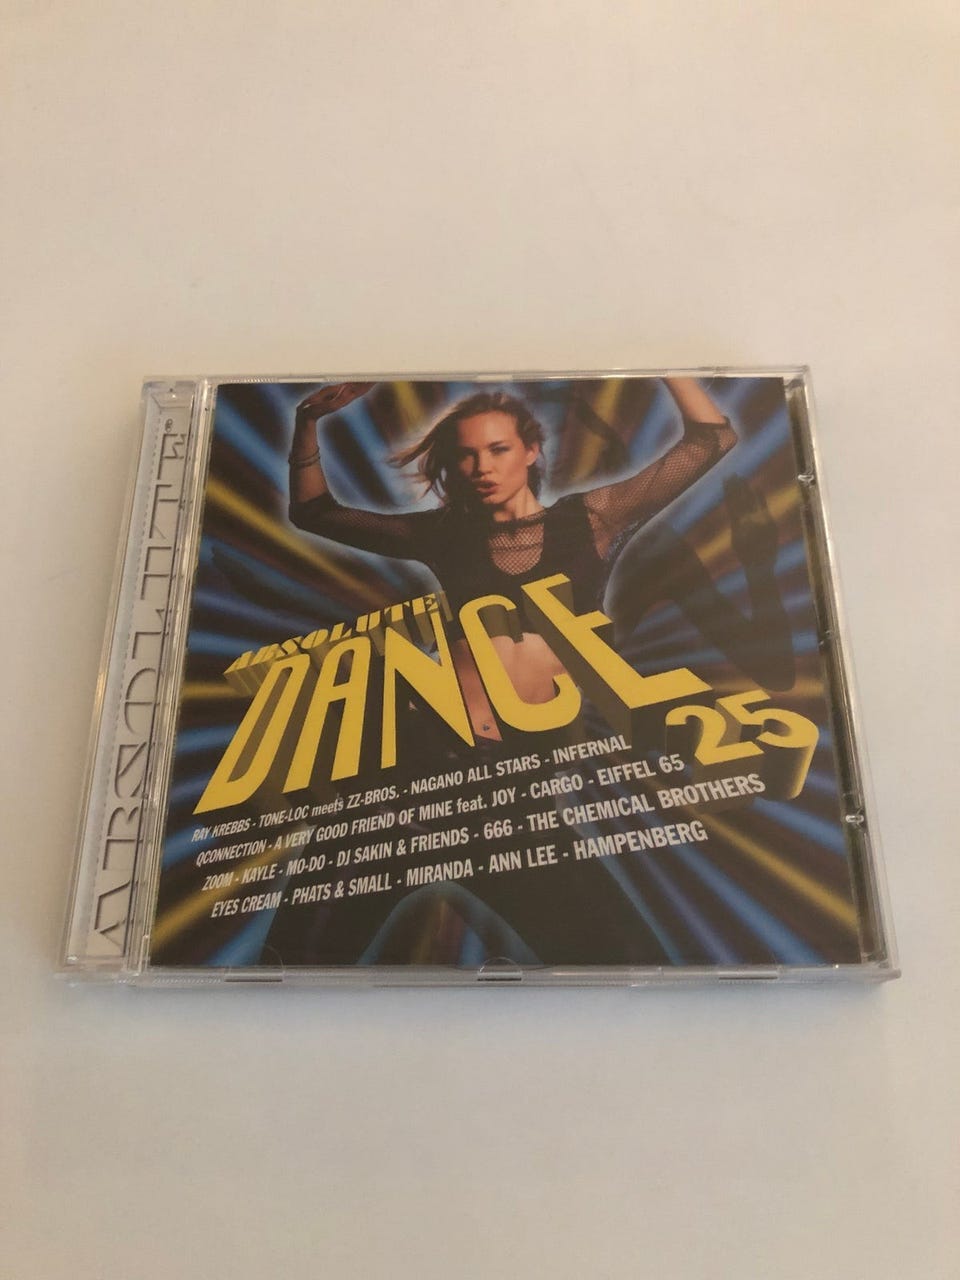 ABSOLUTE®
ABSOLUTE
DANCE
25
RAY KREBBS - TONE-LOC meets ZZ-BROS. - NAGANO ALL STARS - INFERNAL
QCONNECTION - A VERY GOOD FRIEND OF MINE feat. JOY - CARGO - EIFFEL 65
ZOOM - KAYLE - MO-DO - DJ SAKIN & FRIENDS - 666 - THE CHEMICAL BROTHERS
EYES CREAM - PHATS & SMALL - MIRANDA - ANN LEE - HAMPENBERG